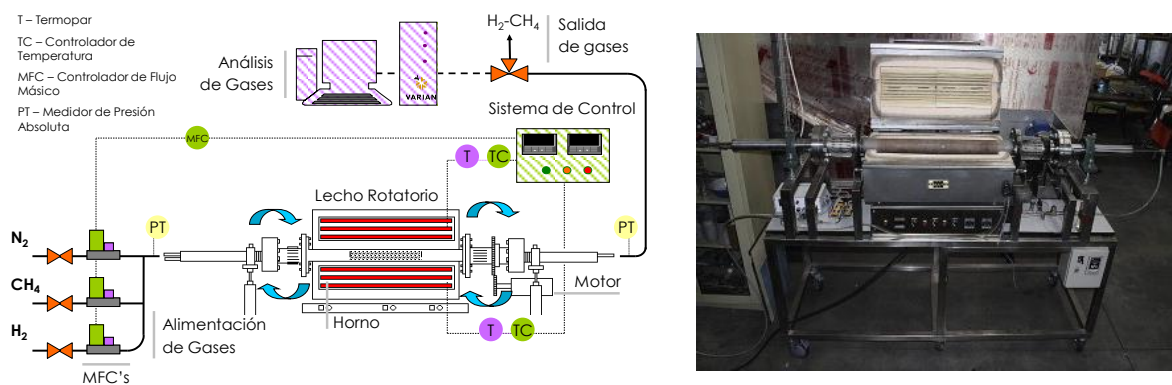 T – Termopar
TC – Controlador de
Temperatura
MFC – Controlador de Flujo
Másico
PT – Medidor de Presión
Absoluta
Análisis
de Gases
VARIAN
H2-CH4
Salida
de gases
Sistema de Control
MFC
T
TC
Lecho Rotatorio
PT
PT
N2
CH4
H2
Motor
Horno
T
TC
Alimentación
de Gases
MFC's